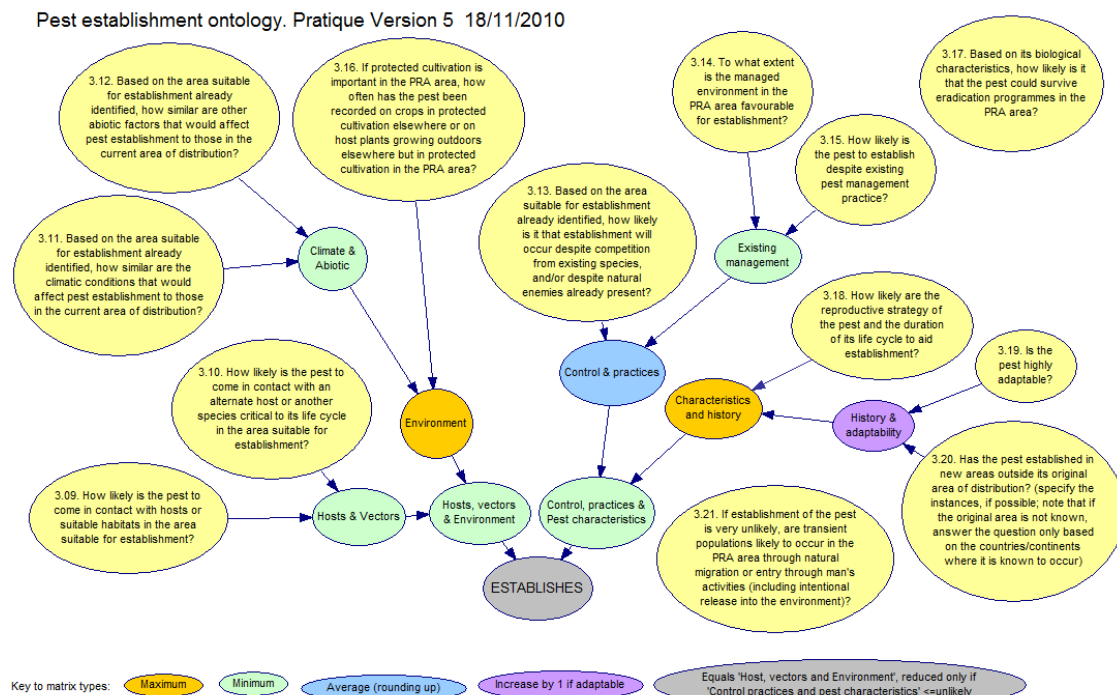 Pest establishment ontology. Pratique Version 5  18/11/2010
3.12. Based on the area suitable
for establishment already
identified, how similar are other
abiotic factors that would affect
pest establishment to those in the
current area of distribution?
3.16. If protected cultivation is
important in the PRA area, how
often has the pest been
recorded on crops in protected
cultivation elsewhere or on
host plants growing outdoors
elsewhere but in protected
cultivation in the PRA area?
3.14. To what extent
is the managed
environment in the
PRA area favourable
for establishment?
3.17. Based on its biological
characteristics, how likely is it
that the pest could survive
eradication programmes in the
PRA area?
3.15. How likely is
the pest to establish
despite existing
pest management
practice?
3.13. Based on the area
suitable for establishment
already identified, how likely
is it that establishment will
occur despite competition
from existing species,
and/or despite natural
enemies already present?
3.11. Based on the area suitable
for establishment already
identified, how similar are the
climatic conditions that would
affect pest establishment to those
in the current area of distribution?
Climate &
Abiotic
Existing
management
3.18. How likely are the
reproductive strategy of
the pest and the duration
of its life cycle to aid
establishment?
3.19. Is the
pest highly
adaptable?
3.10. How likely is the pest to
come in contact with an
alternate host or another
species critical to its life cycle
in the area suitable for
establishment?
Control & practices
Characteristics
and history
Environment
History &
adaptability
3.20. Has the pest established in
new areas outside its original
area of distribution? (specify the
instances, if possible; note that if
the original area is not known,
answer the question only based
on the countries/continents
where it is known to occur)
3.09. How likely is the pest to
come in contact with hosts or
suitable habitats in the area
suitable for establishment?
Hosts & Vectors
Hosts, vectors
& Environment
Control, practices &
Pest characteristics
3.21. If establishment of the pest
is very unlikely, are transient
populations likely to occur in the
PRA area through natural
migration or entry through man's
activities (including intentional
release into the environment)?
ESTABLISHES
Key to matrix types:
Maximum
Minimum
Average (rounding up)
Increase by 1 if adaptable
Equals 'Host, vectors and Environment', reduced only if
'Control practices and pest characteristics' <=unlikely